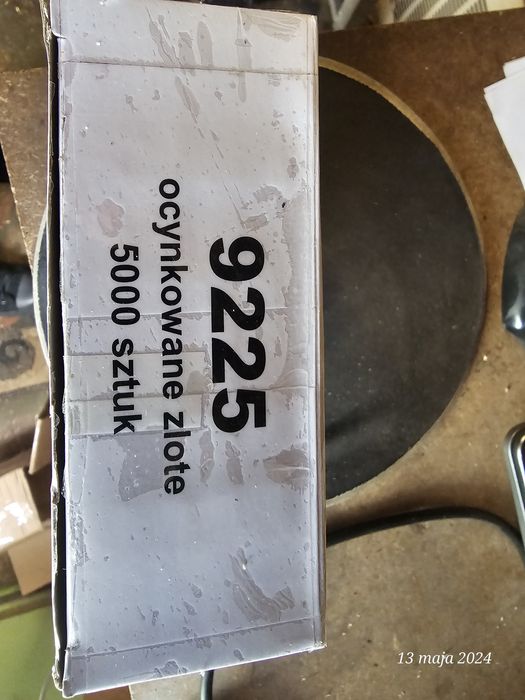 9225
ocynkowane zlote
5000 sztuk
13 maja 2024